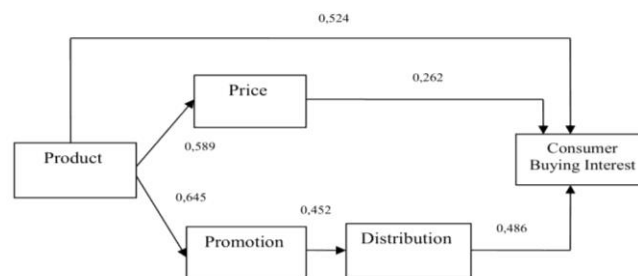 0,524
Price
0,262
Product
0,589
Consumer
Buying Interest
0,645
0,452
Promotion
Distribution
0,486